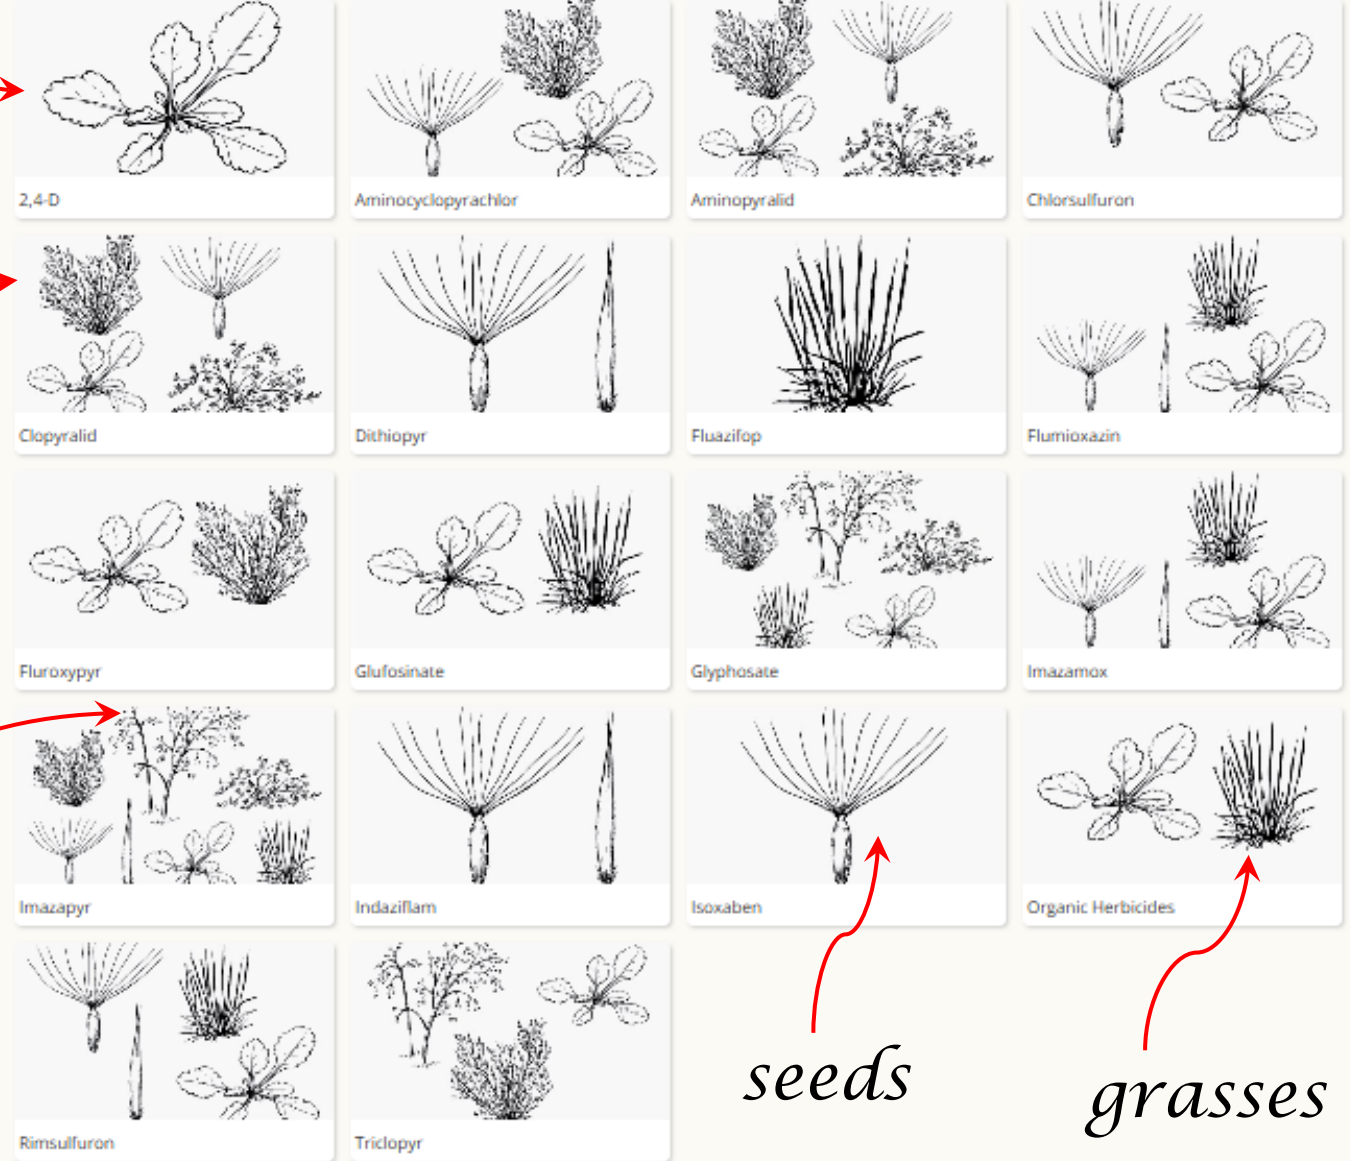 2,4-D
Aminocyclopyrachlor
Aminopyralid
Chlorsulfuron
Clopyralid
Dithiopyr
Fluazifop
Flumioxazin
Fluroxypyr
Glufosinate
Glyphosate
Imazamox
Imazapyr
Indaziflam
Isoxaben
Organic Herbicides
Rimsulfuron
Triclopyr
seeds
grasses